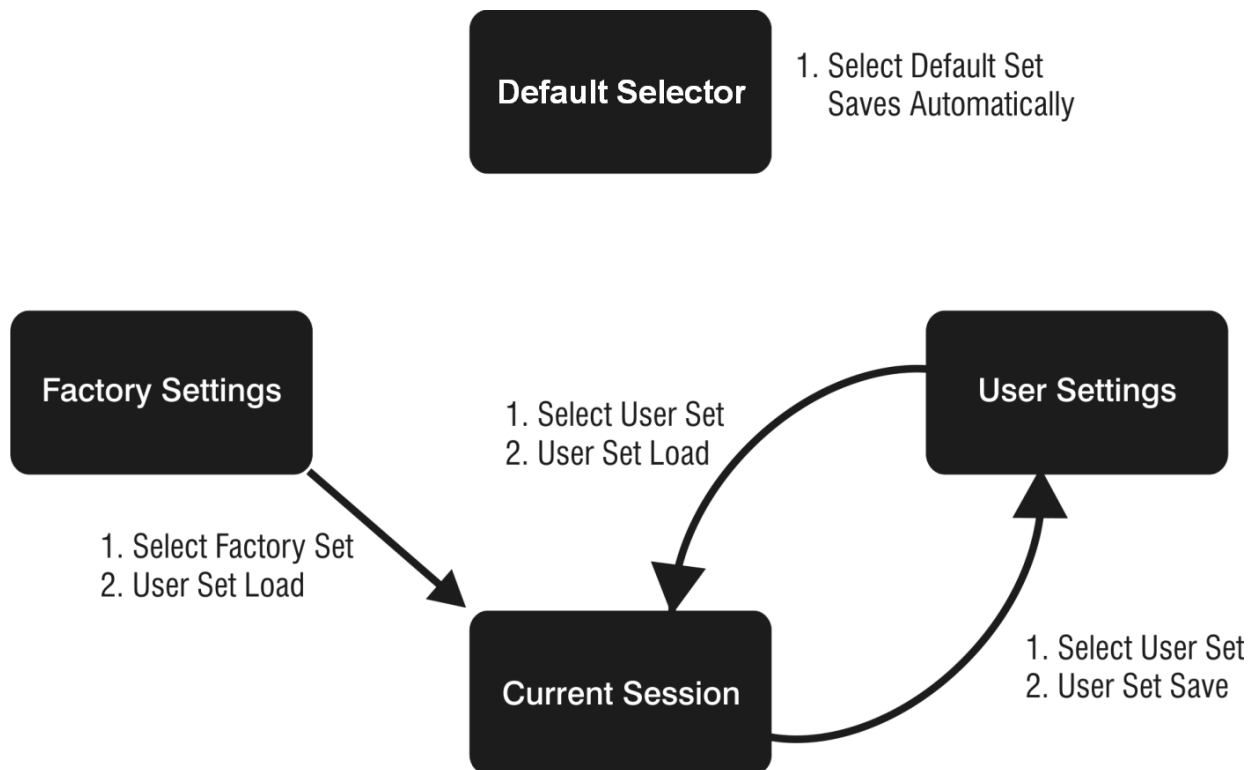 Default Selector
1. Select Default Set
Saves Automatically
Factory Settings
User Settings
1. Select User Set
2. User Set Load
1. Select Factory Set
2. User Set Load
Current Session
1. Select User Set
2. User Set Save